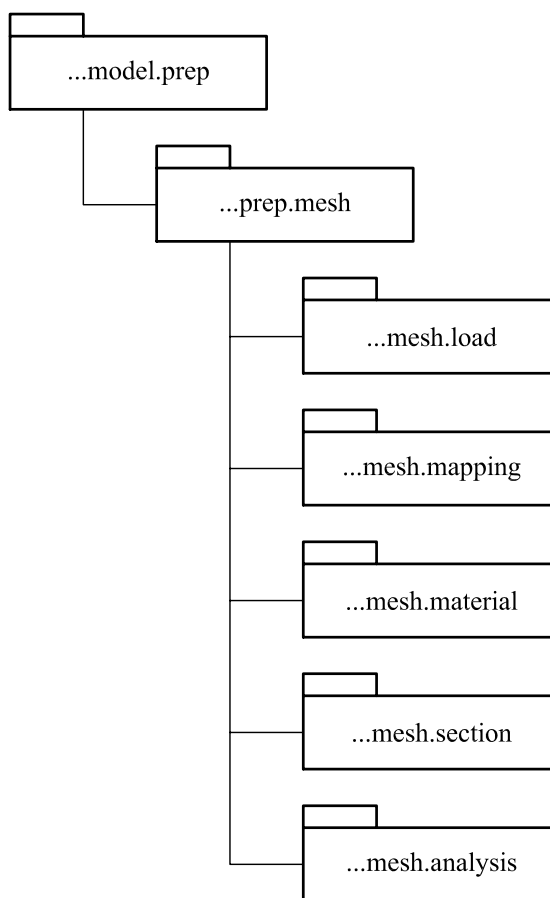 ...model.prep
...prep.mesh
...mesh.load
...mesh.mapping
...mesh.material
...mesh.section
...mesh.analysis